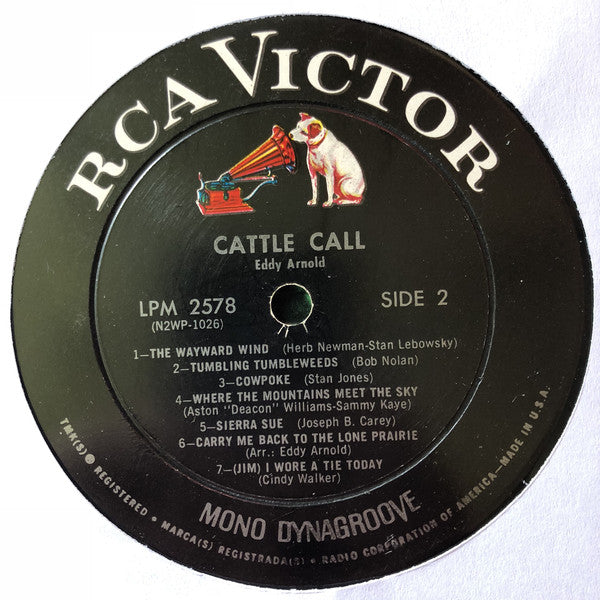 RCA VICTOR
CATTLE CALL
Eddy Arnold
LPM 2578
(N2WP-1026)
SIDE 2
1—THE WAYWARD WIND (Herb Newman-Stan Lebowsky)
2—TUMBLING TUMBLEWEEDS (Bob Nolan)
3—COWPOKE (Stan Jones)
4—WHERE THE MOUNTAINS MEET THE SKY
(Aston "Deacon" Williams-Sammy Kaye)
5—SIERRA SUE (Joseph B. Carey)
6—CARRY ME BACK TO THE LONE PRAIRIE
(Arr.: Eddy Arnold)
7—(JIM) I WORE A TIE TODAY
(Cindy Walker)
MONO DYNAGROOVE
TMK(S) ® REGISTERED • MARCA(S) REGISTRADA(S) • RADIO CORPORATION OF AMERICA—MADE IN U.S.A.